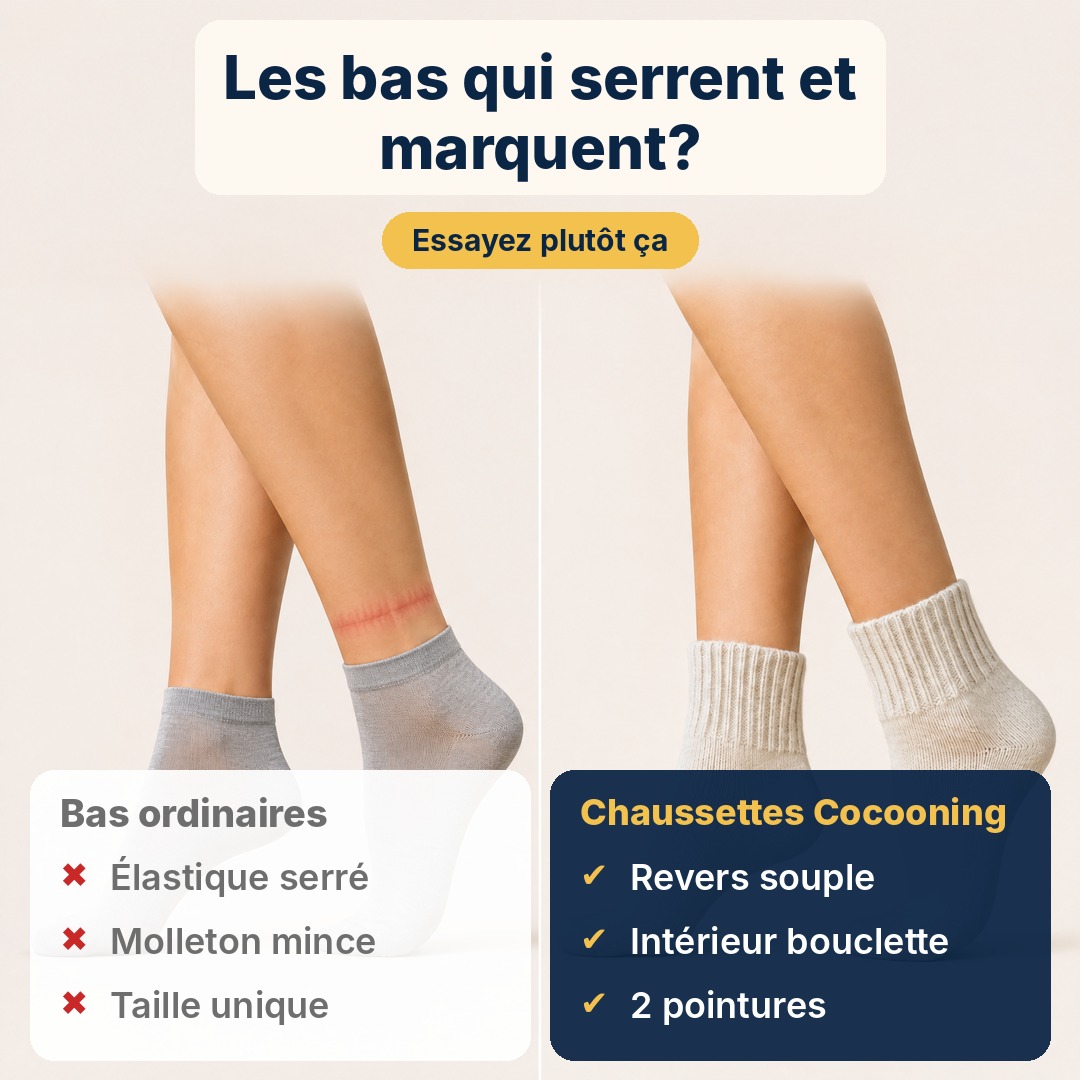 Les bas qui serrent et
marquent?
Essayez plutôt ça
Bas ordinaires
✖ Élastique serré
✖ Molleton mince
✖ Taille unique
Chaussettes Cocooning
✔ Revers souple
✔ Intérieur bouclette
✔ 2 pointures